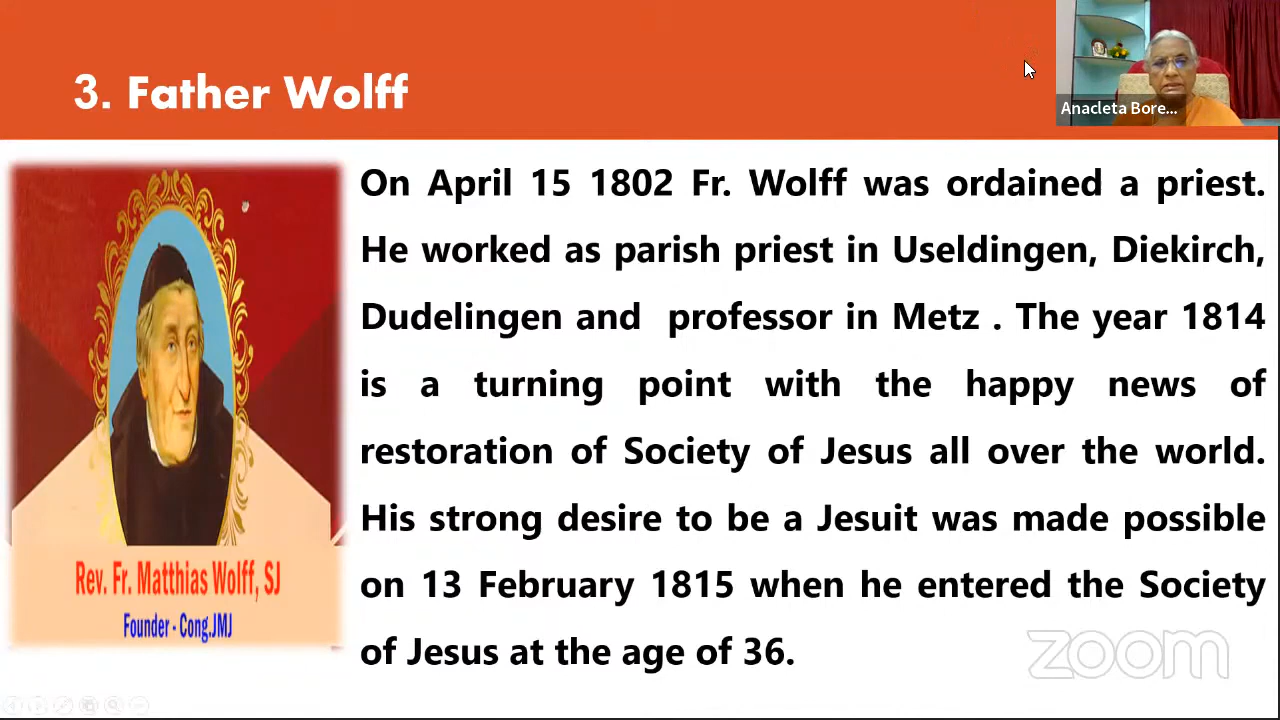 3. Father Wolff
Anacleta Bore...
On April 15 1802 Fr. Wolff was ordained a priest.
He worked as parish priest in Useldingen, Diekirch,
Dudelingen and professor in Metz . The year 1814
is a turning point with the happy news of
restoration of Society of Jesus all over the world.
His strong desire to be a Jesuit was made possible
on 13 February 1815 when he entered the Society
of Jesus at the age of 36.
Rev. Fr. Matthias Wolff, SJ
Founder - Cong.JMJ
zoom